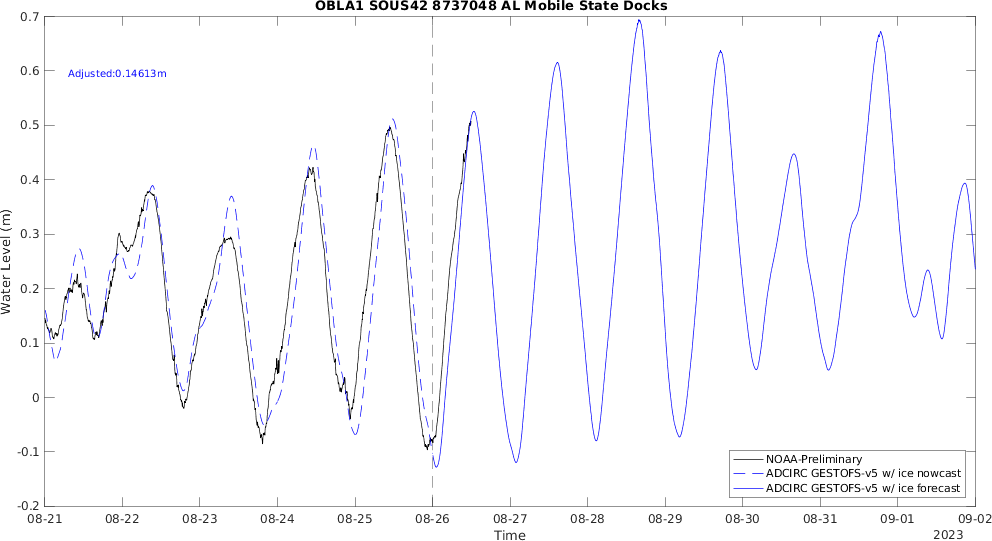 OBLA1 SOUS42 8737048 AL Mobile State Docks
0.7
0.6
0.5
0.4
0.3
0.2
0.1
0
-0.1
-0.2
Water Level (m)
Adjusted:0.14613m
NOAA-Preliminary
ADCIRC GESTOFS-v5 w/ ice nowcast
ADCIRC GESTOFS-v5 w/ ice forecast
08-21 08-22 08-23 08-24 08-25 08-26 08-27 08-28 08-29 08-30 08-31 09-01 09-02
Time
2023